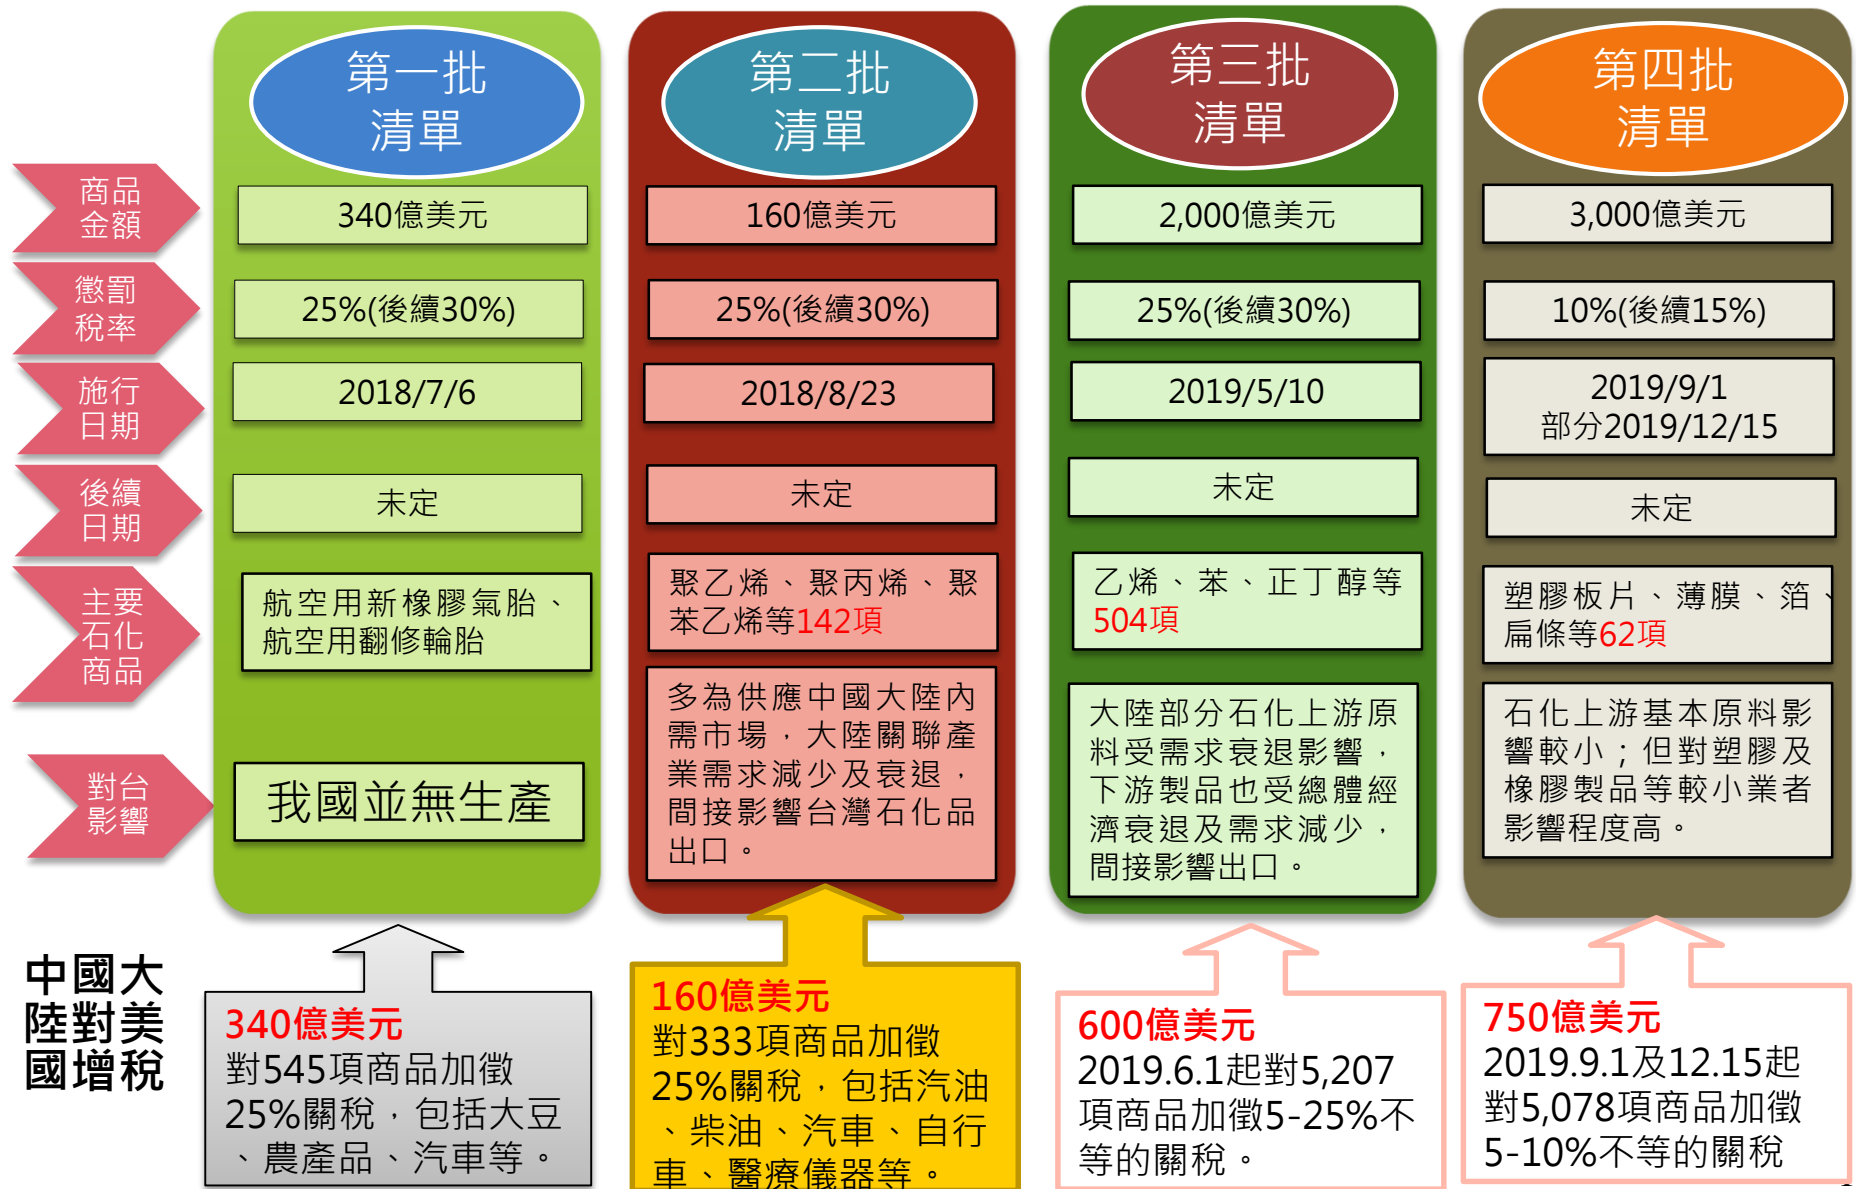 第一批
清單
第二批
清單
第三批
清單
第四批
清單
商品
金額
340億美元
160億美元
2,000億美元
3,000億美元
懲罰
稅率
25%(後續30%)
25%(後續30%)
25%(後續30%)
10%(後續15%)
施行
日期
2018/7/6
2018/8/23
2019/5/10
2019/9/1
部分2019/12/15
後續
日期
未定
未定
未定
未定
主要
石化
商品
航空用新橡膠氣胎、
航空用翻修輪胎
聚乙烯、聚丙烯、聚
苯乙烯等142項
乙烯、苯、正丁醇等
504項
塑膠板片、薄膜、箔、
扁條等62項
對台
影響
我國並無生產
多為供應中國大陸內
需市場，大陸關聯產
業需求減少及衰退，
間接影響台灣石化品
出口。
大陸部分石化上游原
料受需求衰退影響，
下游製品也受總體經
濟衰退及需求減少，
間接影響出口。
石化上游基本原料影
響較小；但對塑膠及
橡膠製品等較小業者
影響程度高。
中國大
陸對美
國增稅
340億美元
對545項商品加徵
25%關稅，包括大豆
、農產品、汽車等。
160億美元
對333項商品加徵
25%關稅，包括汽油
、柴油、汽車、自行
車、醫療儀器等。
600億美元
2019.6.1起對5,207
項商品加徵5-25%不
等的關稅。
750億美元
2019.9.1及12.15起
對5,078項商品加徵
5-10%不等的關稅